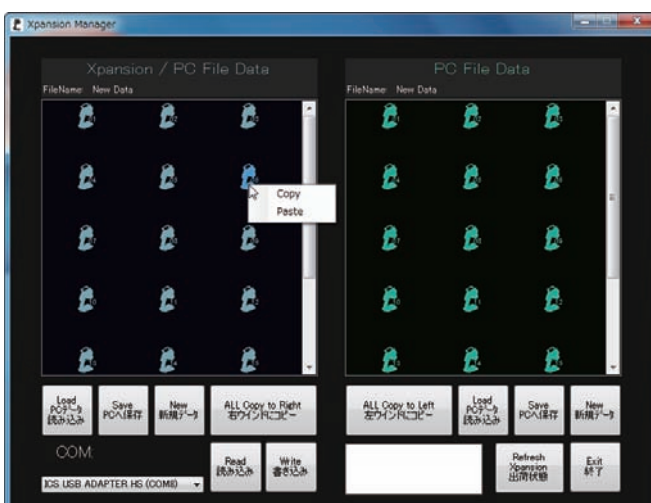 Xpansion Manager
Xpansion / PC File Data
FileName: New Data
Copy
Paste
Load
PCデータ
読み込み
Save
PCへ保存
New
新規データ
ALL Copy to Right
右ウインドにコピー
COM:
ICS USB ADAPTER HS (COM8)
Read
読み込み
Write
書き込み
PC File Data
FileName: New Data
ALL Copy to Left
左ウインドにコピー
Load
PCデータ
読み込み
Save
PCへ保存
New
新規データ
Refresh
Xpansion
出荷状態
Exit
終了